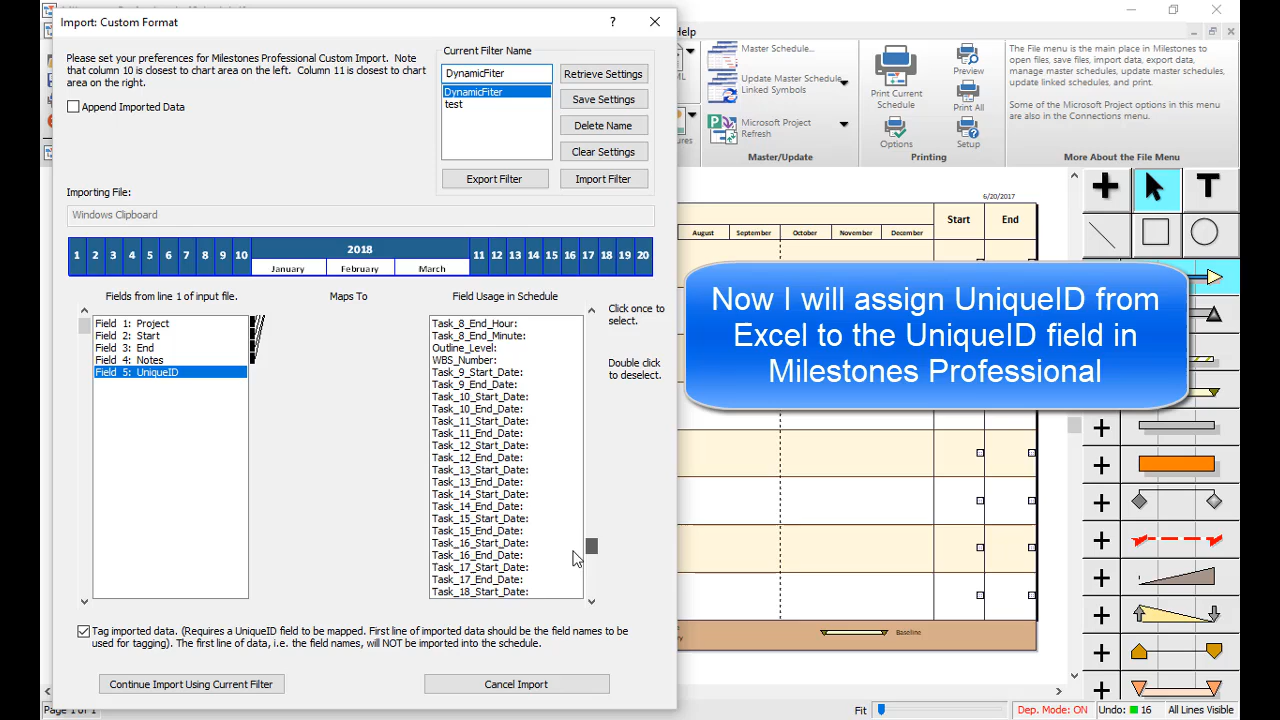 Import: Custom Format
?
Please set your preferences for Milestones Professional Custom Import. Note
that column 10 is closest to chart area on the left. Column 11 is closest to chart
area on the right.
Append Imported Data
Current Filter Name
DynamicFiter
DynamicFiter
test
Retrieve Settings
Save Settings
Delete Name
Clear Settings
Export Filter
Import Filter
Importing File:
Windows Clipboard
1 2 3 4 5 6 7 8 9 10
2018
January February March
11 12 13 14 15 16 17 18 19 20
Fields from line 1 of input file.
Maps To
Field Usage in Schedule
Click once to
select.
Double click
to deselect.
Field 1: Project
Field 2: Start
Field 3: End
Field 4: Notes
Field 5: UniqueID
Task_8_End_Hour:
Task_8_End_Minute:
Outline_Level:
WBS_Number:
Task_9_Start_Date:
Task_9_End_Date:
Task_10_Start_Date:
Task_10_End_Date:
Task_11_Start_Date:
Task_11_End_Date:
Task_12_Start_Date:
Task_12_End_Date:
Task_13_Start_Date:
Task_13_End_Date:
Task_14_Start_Date:
Task_14_End_Date:
Task_15_Start_Date:
Task_15_End_Date:
Task_16_Start_Date:
Task_16_End_Date:
Task_17_Start_Date:
Task_17_End_Date:
Task_18_Start_Date:
Tag imported data. (Requires a UniqueID field to be mapped. First line of imported data should be the field names to be
used for tagging). The first line of data, i.e. the field names, will NOT be imported into the schedule.
Continue Import Using Current Filter
Cancel Import
Help
Master Schedule...
Update Master Schedule
Linked Symbols
Microsoft Project
Refresh
Master/Update
Print Current
Schedule
Preview
Print All
Options
Setup
Printing
The File menu is the main place in Milestones to
open files, save files, import data, export data,
manage master schedules, update master schedules,
update linked schedules, and print.
Some of the Microsoft Project options in this menu
are also in the Connections menu.
More About the File Menu
6/20/2017
Start End
August September October November December
T
Now I will assign UniqueID from
Excel to the UniqueID field in
Milestones Professional
Baseline
Page 1 of 1
Fit
Dep. Mode: ON
Undo: 16
All Lines Visible